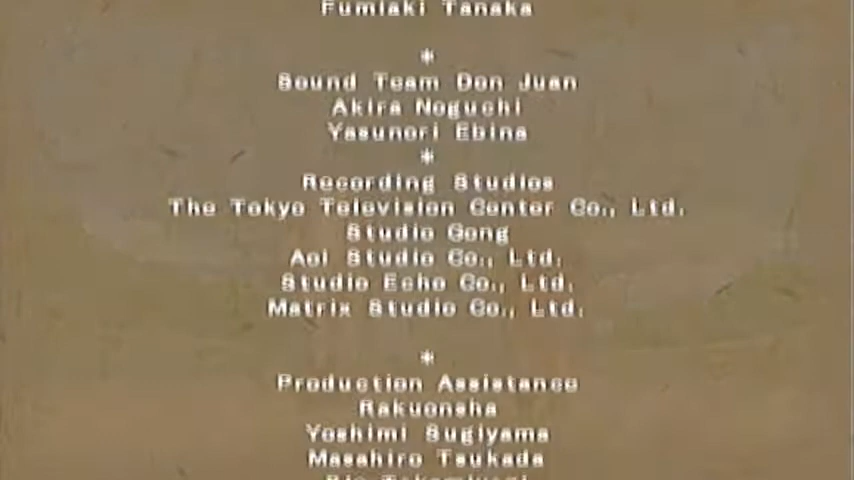 Fumiaki Tanaka
*
Sound Team Don Juan
Akira Noguchi
Yasunori Ebina
*
Recording Studios
The Tokyo Television Center Co., Ltd.
Studio Gong
Aoi Studio Co., Ltd.
Studio Echo Co., Ltd.
Matrix Studio Co., Ltd.
*
Production Assistance
Rakuonsha
Yoshimi Sugiyama
Masahiro Tsukada